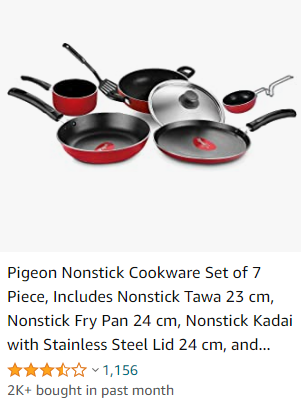 Pigeon Nonstick Cookware Set of 7
Piece, Includes Nonstick Tawa 23 cm,
Nonstick Fry Pan 24 cm, Nonstick Kadai
with Stainless Steel Lid 24 cm, and...
1,156
2K+ bought in past month